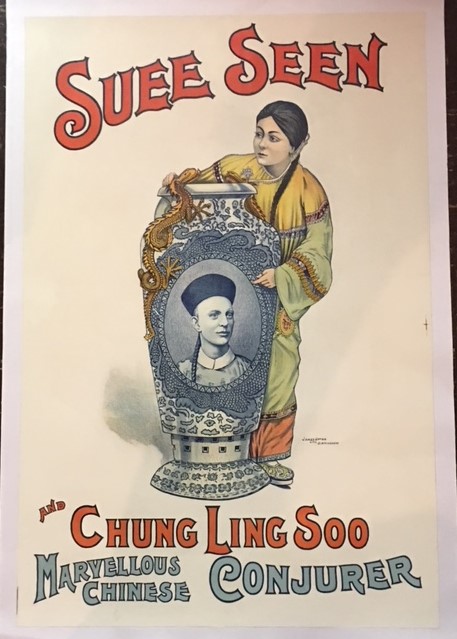 SUEE SEEN
AND
CHUNG LING SOO
MARVELLOUS
CHINESE
CONJURER